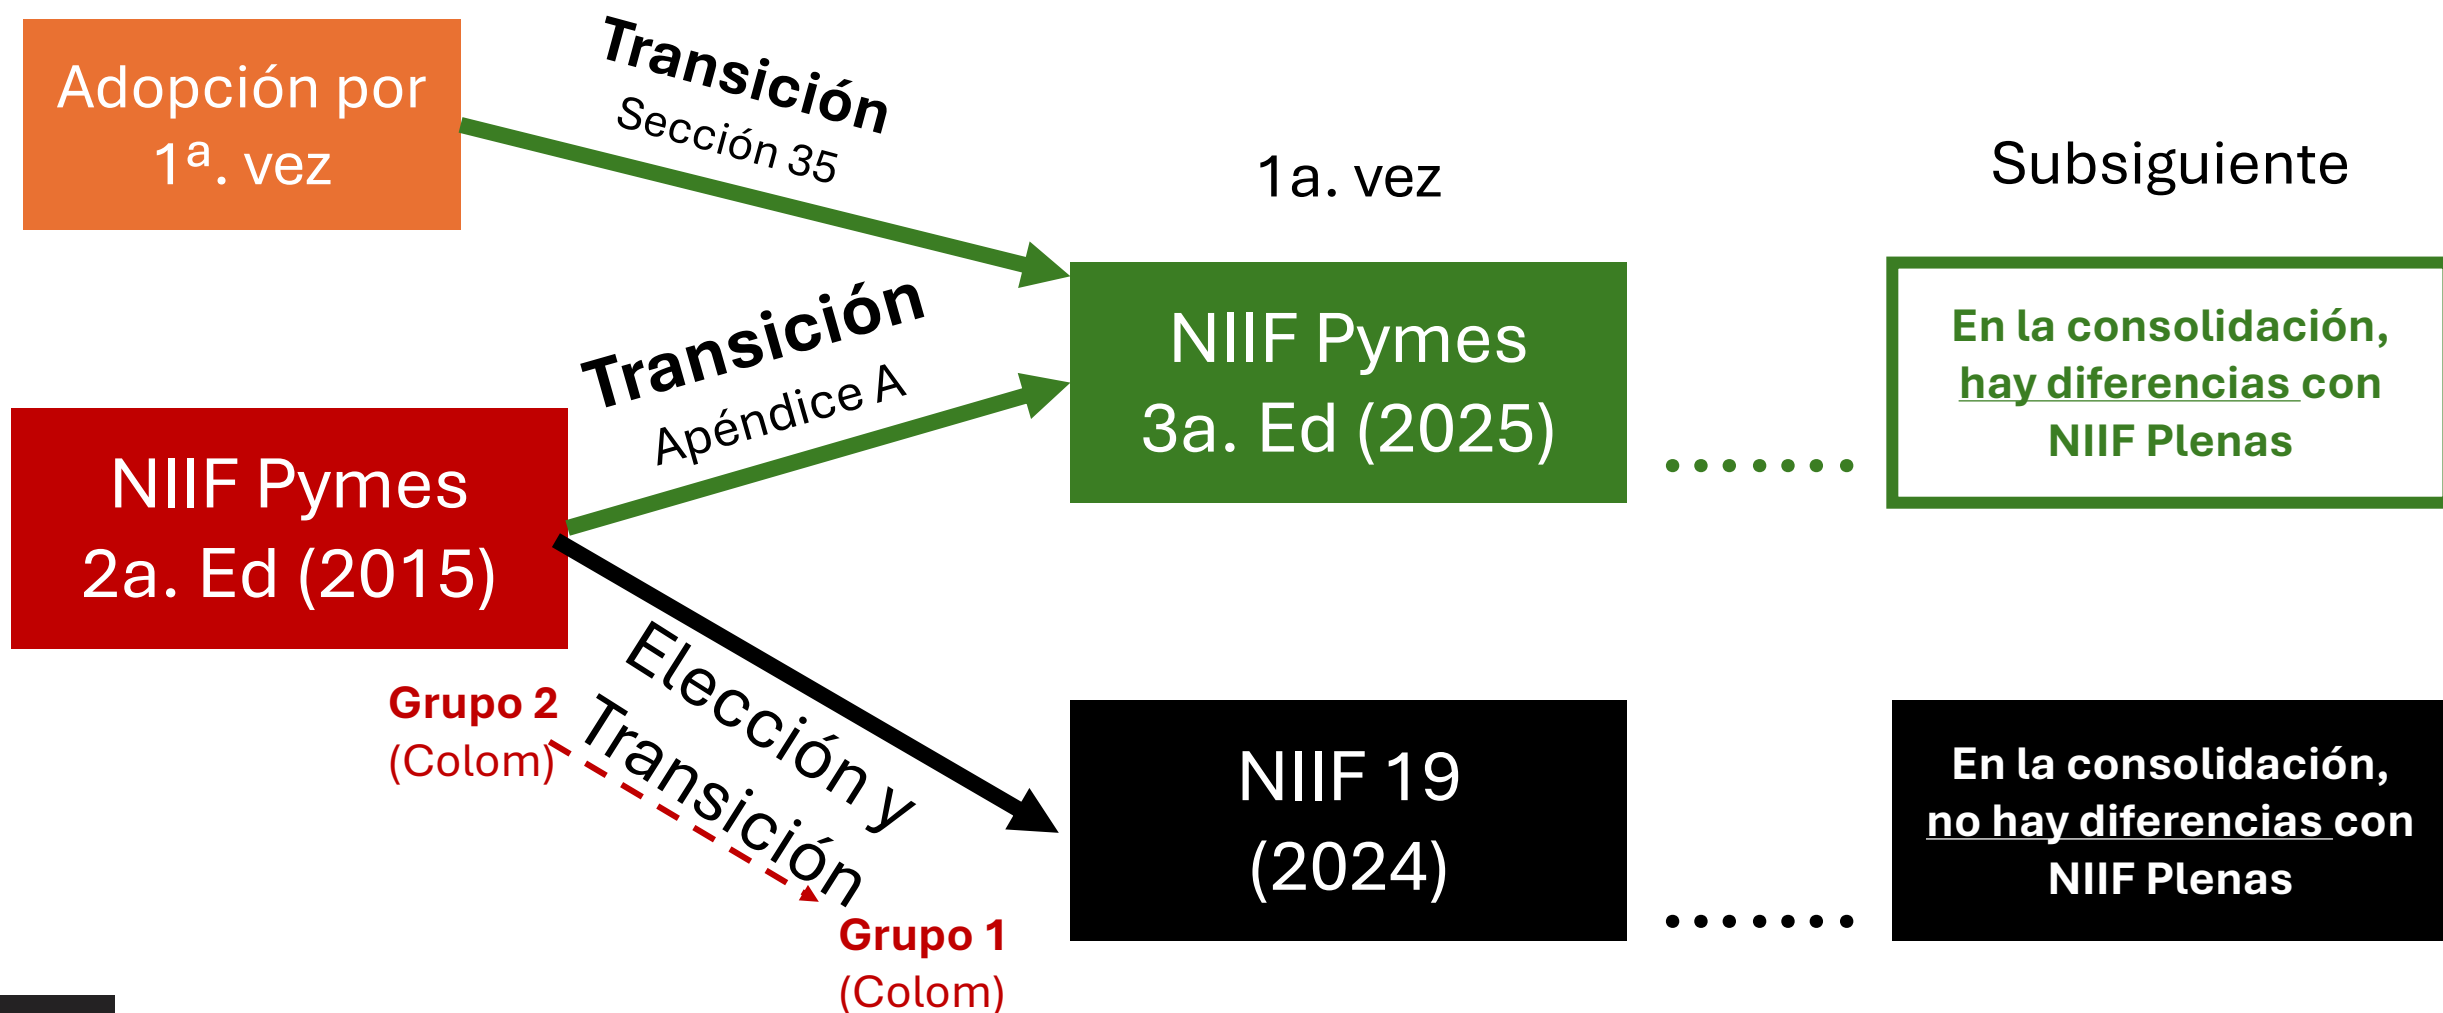 Adopción por
1ª. vez
Transición
Sección 35
1a. vez
Subsiguiente
Transición
Apéndice A
NIIF Pymes
3a. Ed (2025)
.......
En la consolidación,
hay diferencias con
NIIF Plenas
NIIF Pymes
2a. Ed (2015)
Elección y
Transición
Grupo 2
(Colom)
Grupo 1
(Colom)
NIIF 19
(2024)
.......
En la consolidación,
no hay diferencias con
NIIF Plenas